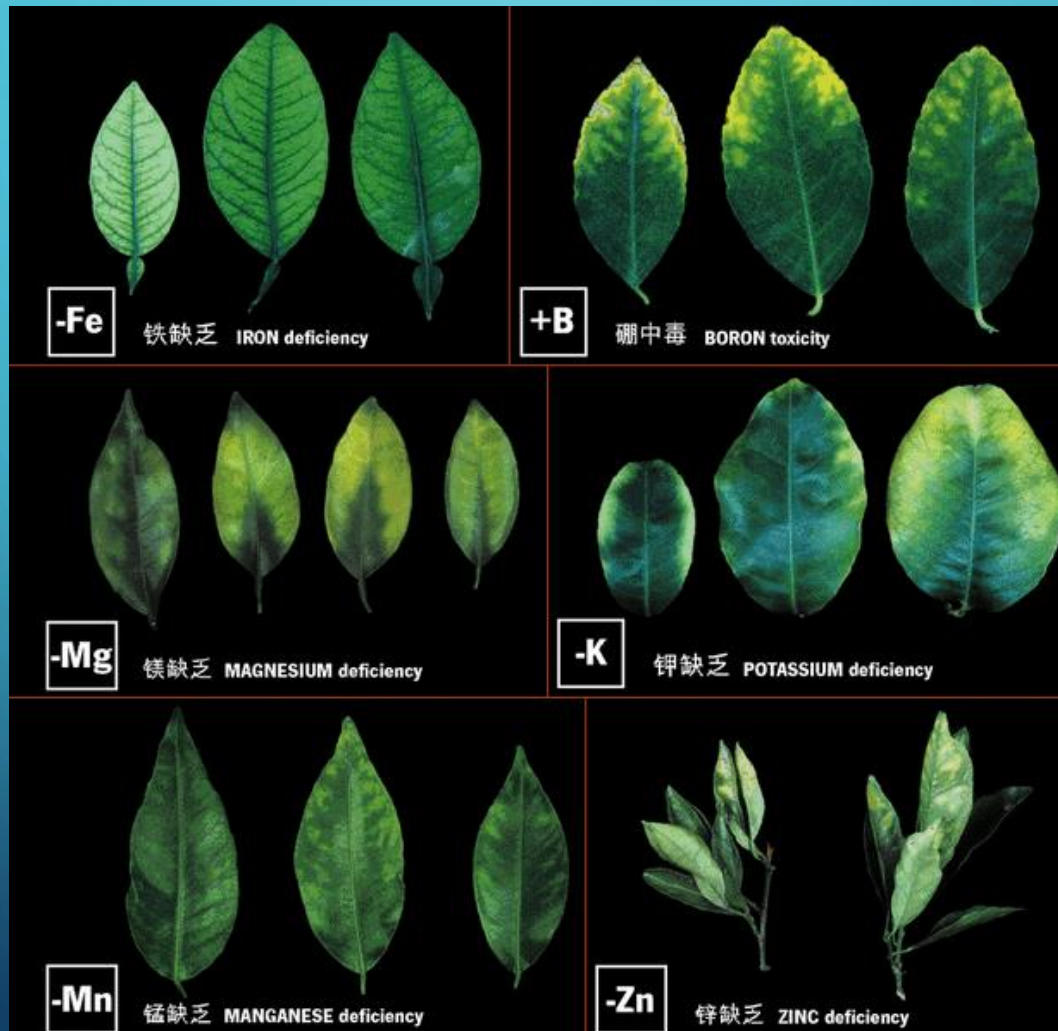 -Fe 铁缺乏 IRON deficiency
+B 硼中毒 BORON toxicity
-Mg 镁缺乏 MAGNESIUM deficiency
-K 钾缺乏 POTASSIUM deficiency
-Mn 锰缺乏 MANGANESE deficiency
-Zn 锌缺乏 ZINC deficiency